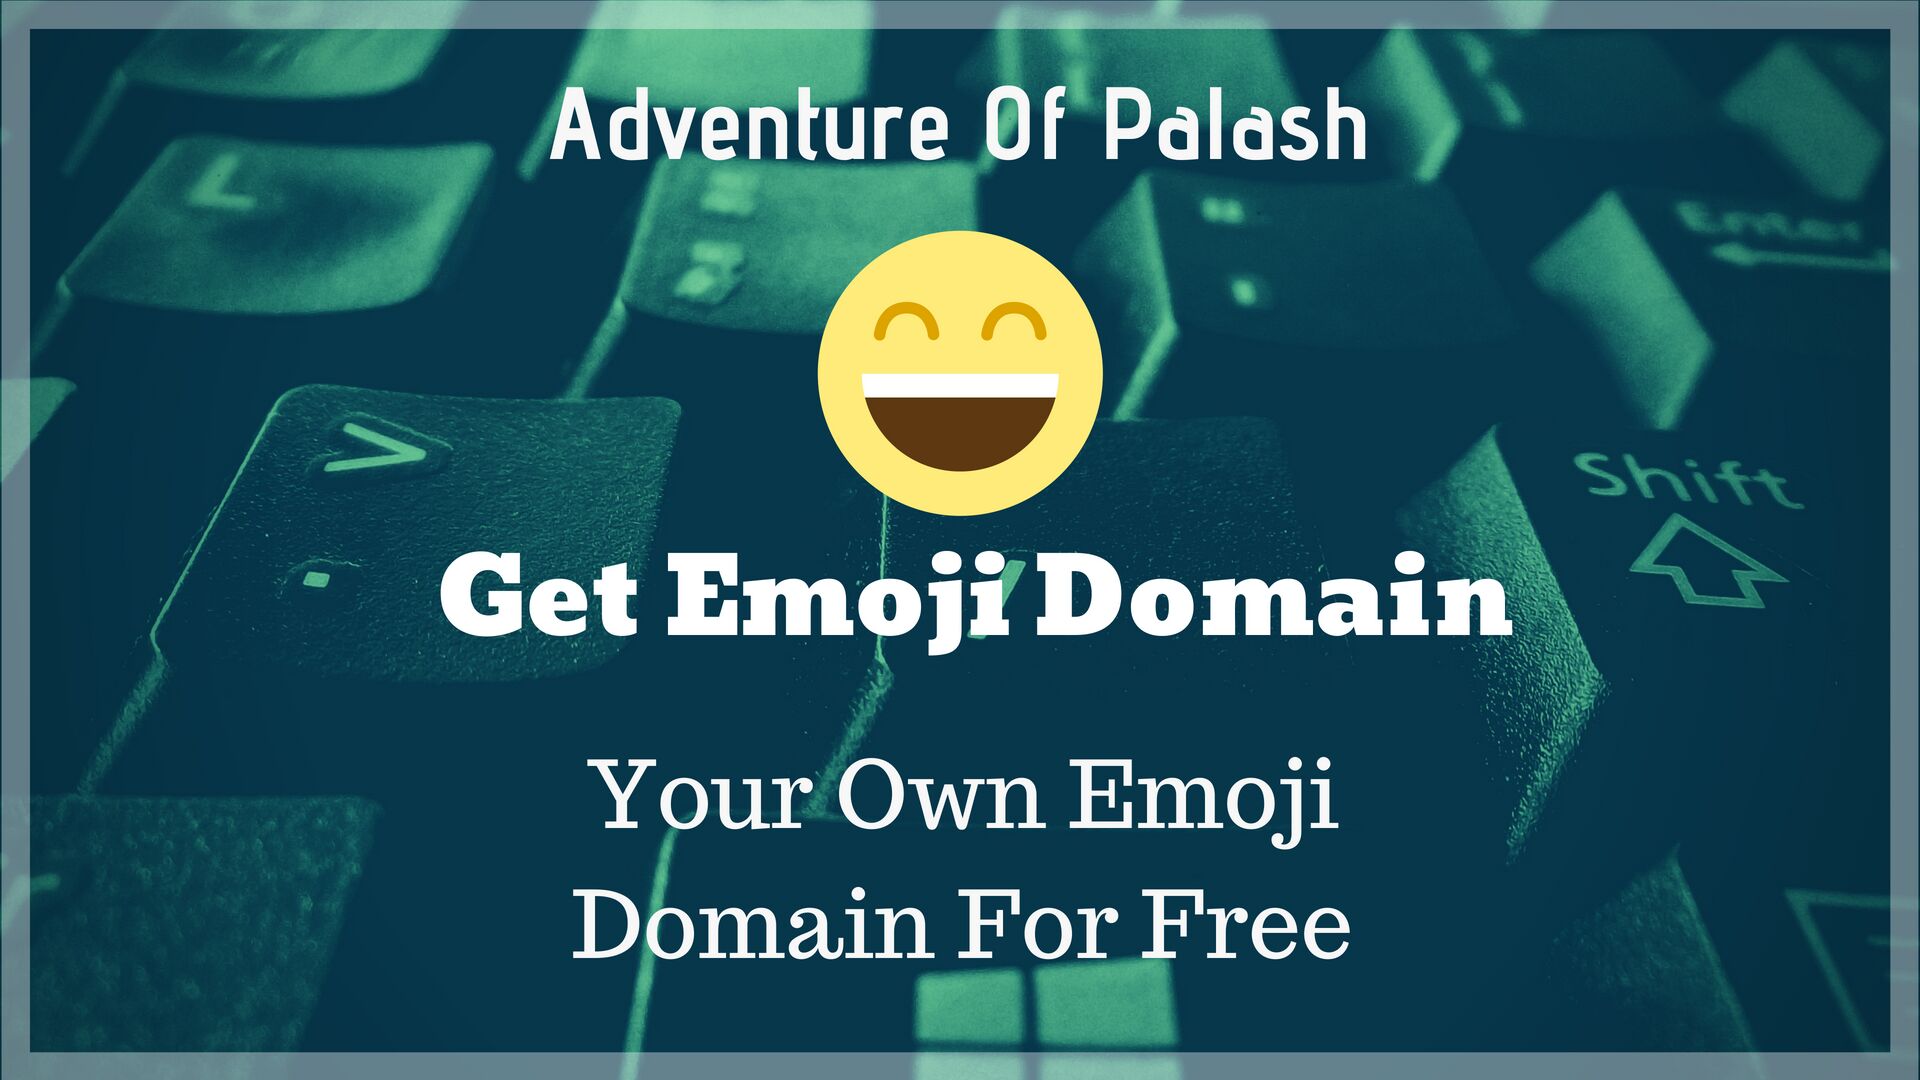 Adventure Of Palash
L
Enter
Get Emoji Domain
Shift
Your Own Emoji
Domain For Free